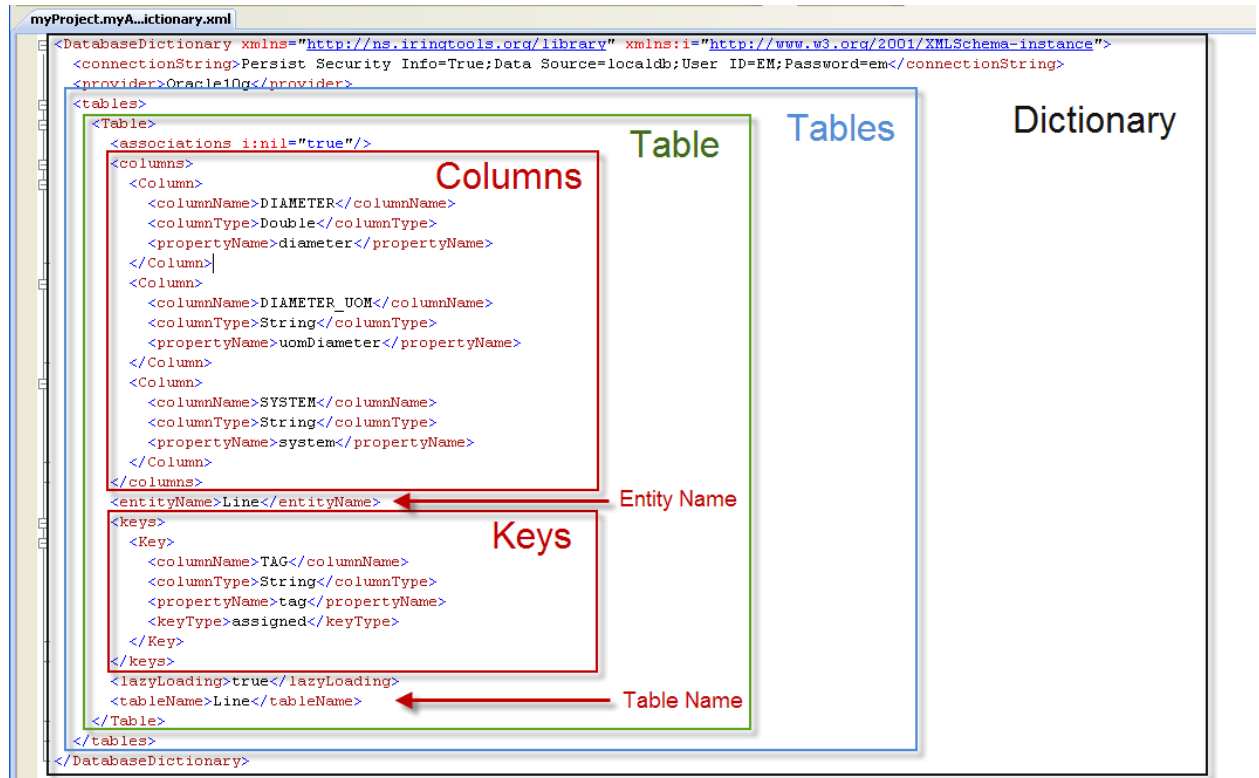 myProject.myA...ictionary.xml
<DatabaseDictionary xmlns="http://ns.iringtools.org/library" xmlns:i="http://www.w3.org/2001/XMLSchema-instance">
<connectionString>Persist Security Info=True;Data Source=localdb;User ID=EM;Password=em</connectionString>
<provider>Oracle10g</provider>
<tables>
<Table>
<associations i:nil="true"/>
<columns>
<Column>
<columnName>DIAMETER</columnName>
<columnType>Double</columnType>
<propertyName>diameter</propertyName>
</Column>
<Column>
<columnName>DIAMETER_UOM</columnName>
<columnType>String</columnType>
<propertyName>uomDiameter</propertyName>
</Column>
<Column>
<columnName>SYSTEM</columnName>
<columnType>String</columnType>
<propertyName>system</propertyName>
</Column>
</columns>
<entityName>Line</entityName>
<keys>
<Key>
<columnName>TAG</columnName>
<columnType>String</columnType>
<propertyName>tag</propertyName>
<keyType>assigned</keyType>
</Key>
</keys>
<lazyLoading>true</lazyLoading>
<tableName>Line</tableName>
</Table>
</tables>
</DatabaseDictionary>
Dictionary
Tables
Table
Columns
Entity Name
Keys
Table Name